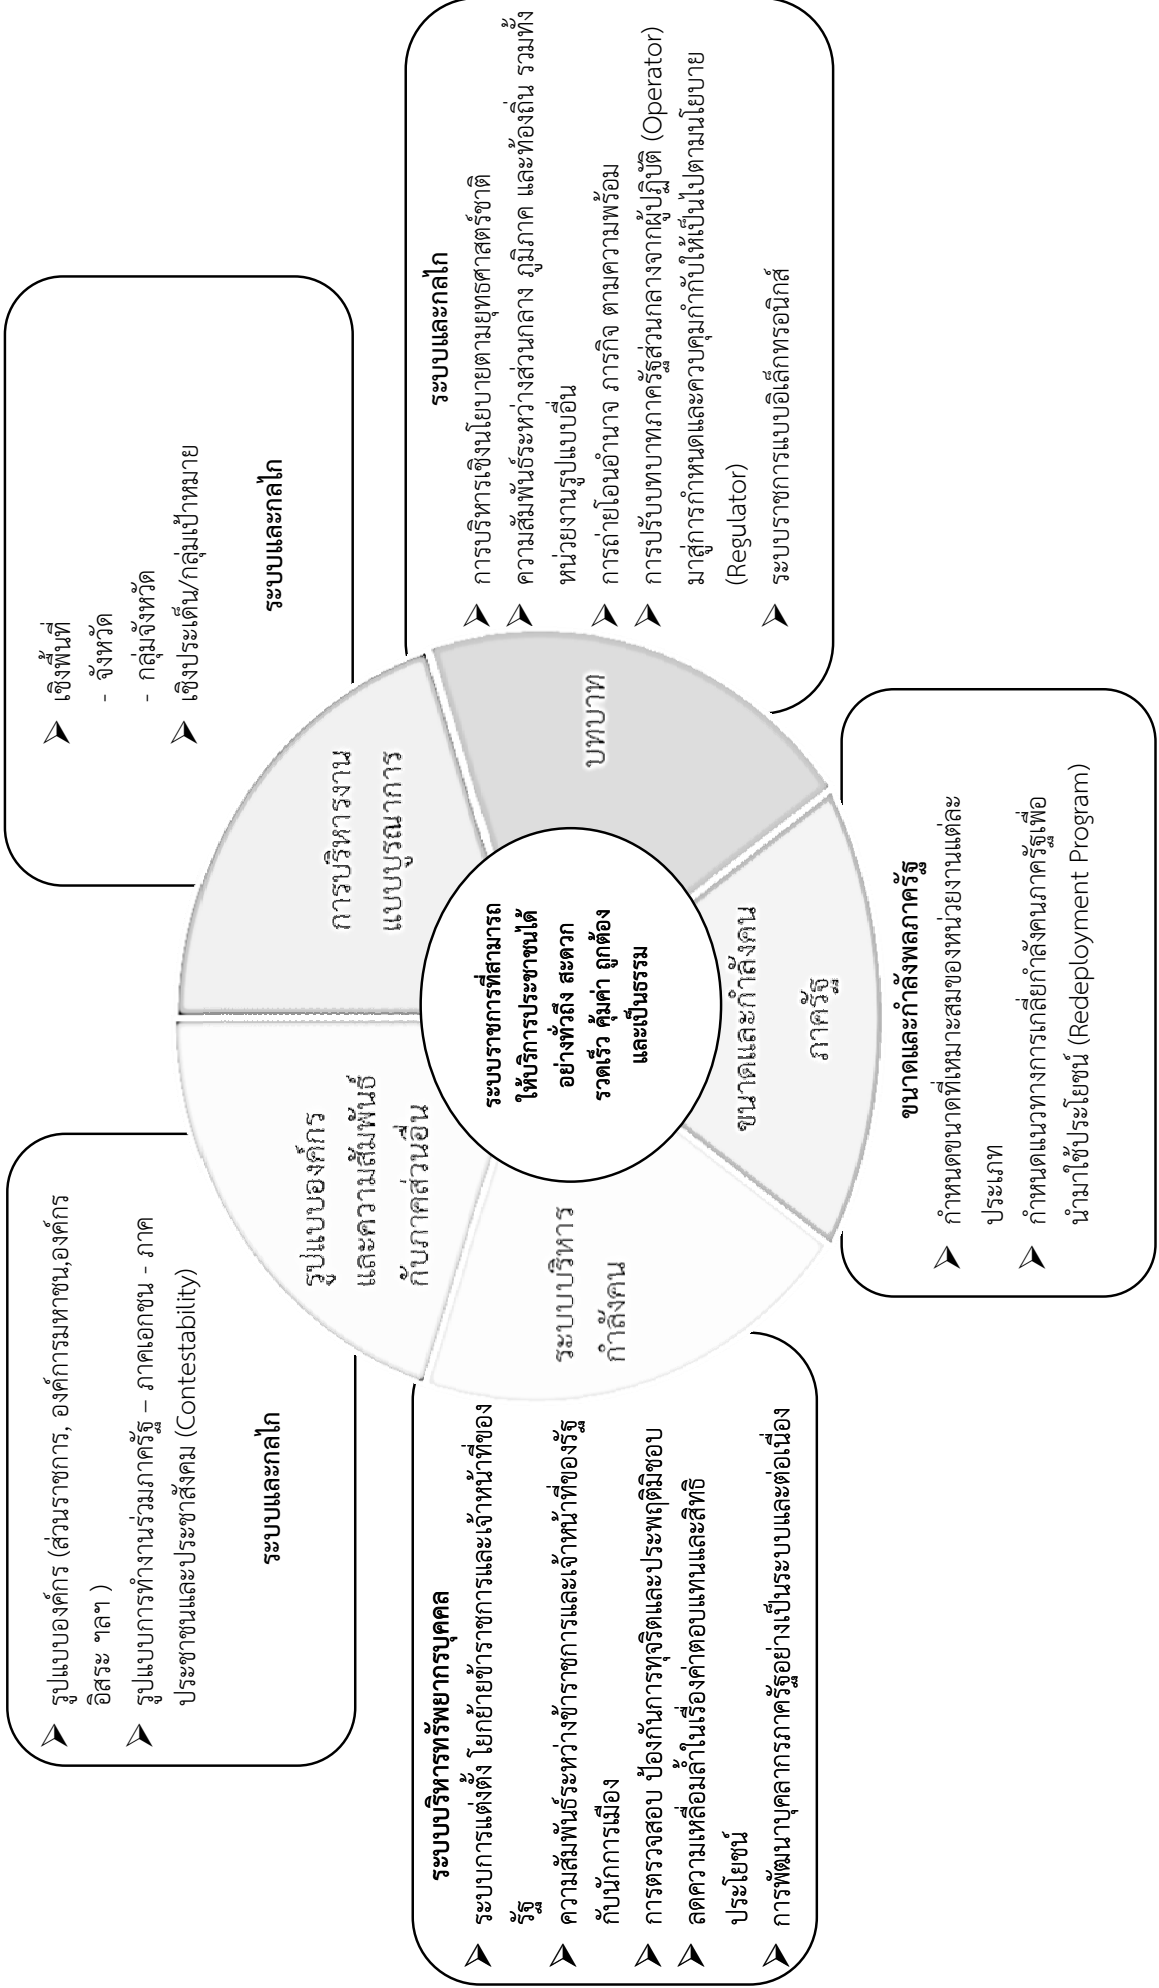 รูปแบบองค์กร (ส่วนราชการ, องค์การมหาชน,องค์กร
อิสระ ฯลฯ )
รูปแบบการทำงานร่วมภาครัฐ – ภาคเอกชน - ภาค
ประชาชนและประชาสังคม (Contestability)
ระบบและกลไก
เชิงพื้นที่
- จังหวัด
- กลุ่มจังหวัด
เชิงประเด็น/กลุ่มเป้าหมาย
ระบบและกลไก
รูปแบบองค์กร
และความสัมพันธ์
กับภาคส่วนอื่น
การบริหารงาน
แบบบูรณาการ
ระบบบริหารทรัพยากรบุคคล
ระบบการแต่งตั้ง โยกย้ายข้าราชการและเจ้าหน้าที่ของ
รัฐ
ความสัมพันธ์ระหว่างข้าราชการและเจ้าหน้าที่ของรัฐ
กับนักการเมือง
การตรวจสอบ ป้องกันการทุจริตและประพฤติมิชอบ
ลดความเหลื่อมล้ำในเรื่องค่าตอบแทนและสิทธิ
ประโยชน์
การพัฒนาบุคลากรภาครัฐอย่างเป็นระบบและต่อเนื่อง
ระบบบริหาร
กำลังคน
ระบบราชการที่สามารถ
ให้บริการประชาชนได้
อย่างทั่วถึง สะดวก
รวดเร็ว คุ้มค่า ถูกต้อง
และเป็นธรรม
บทบาท
ระบบและกลไก
การบริหารเชิงนโยบายตามยุทธศาสตร์ชาติ
ความสัมพันธ์ระหว่างส่วนกลาง ภูมิภาค และท้องถิ่น รวมทั้ง
หน่วยงานรูปแบบอื่น
การถ่ายโอนอำนาจ ภารกิจ ตามความพร้อม
การปรับบทบาทภาครัฐส่วนกลางจากผู้ปฏิบัติ (Operator)
มาสู่การกำหนดและควบคุมกำกับให้เป็นไปตามนโยบาย
(Regulator)
ระบบราชการแบบอิเล็กทรอนิกส์
ขนาดและกำลังคน
ภาครัฐ
ขนาดและกำลังพลภาครัฐ
กำหนดขนาดที่เหมาะสมของหน่วยงานแต่ละ
ประเภท
กำหนดแนวทางการเกลี่ยกำลังคนภาครัฐเพื่อ
นำมาใช้ประโยชน์ (Redeployment Program)